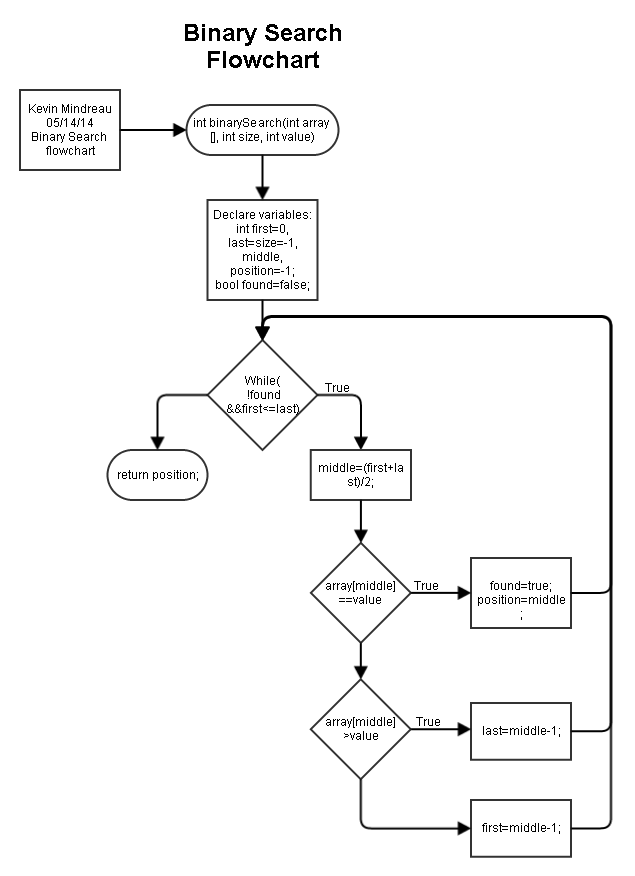 Binary Search
Flowchart
Kevin Mindreau
05/14/14
Binary Search
flowchart
int binarySearch(int array
[], int size, int value)
Declare variables:
int first=0,
last=size=-1,
middle,
position=-1;
bool found=false;
While(
!found
&&first<=last)
True
return position;
middle=(first+la
st)/2;
array[middle]
==value
True
found=true;
position=middle
;
array[middle]
>value
True
last=middle-1;
first=middle-1;